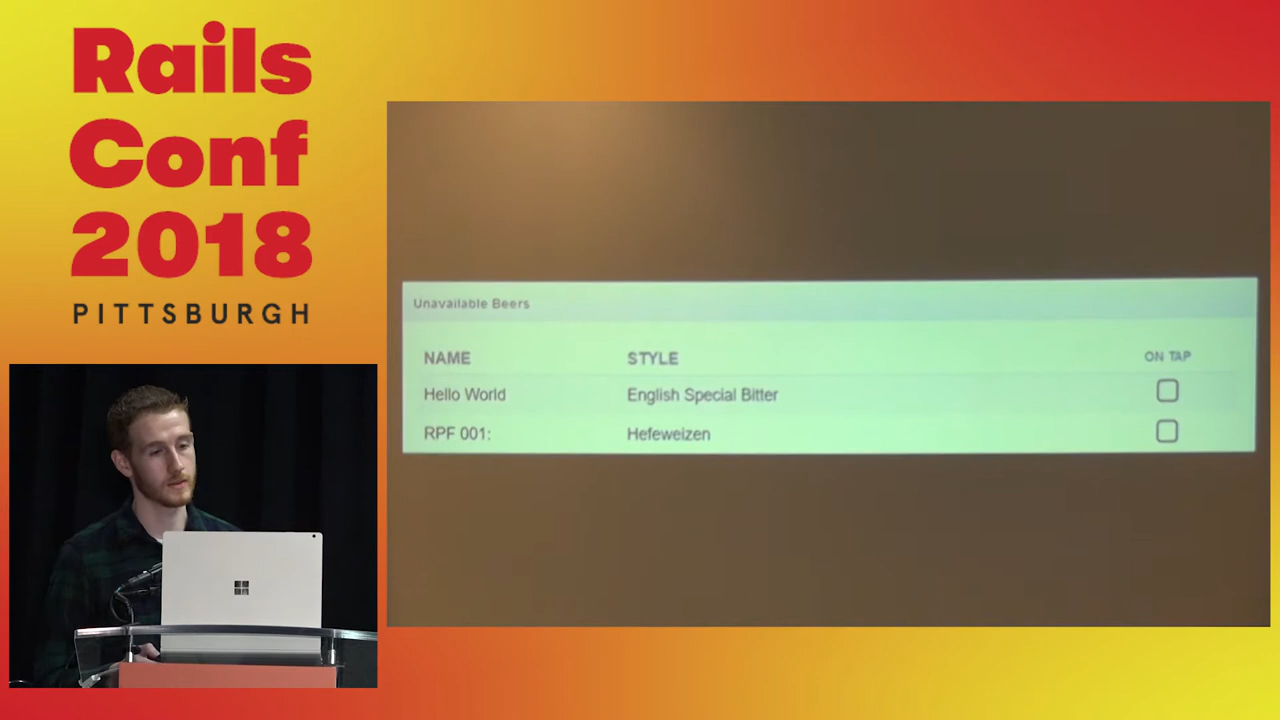 Rails
Conf
2018
PITTSBURGH
Unavailable Beers
NAME STYLE ON TAP
Hello World English Special Bitter
RPF 001: Hefeweizen